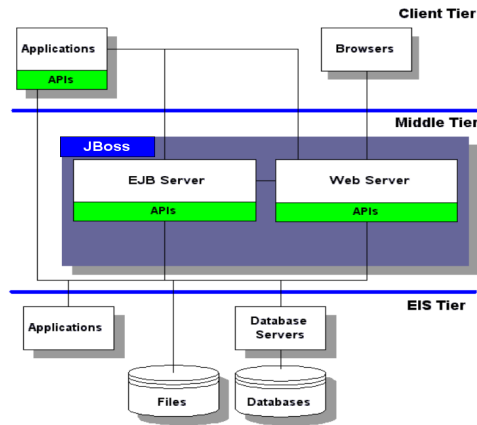 Client Tier
Applications
APIs
Browsers
Middle Tier
JBoss
EJB Server
APIs
Web Server
APIs
EIS Tier
Applications
Database
Servers
Files
Databases